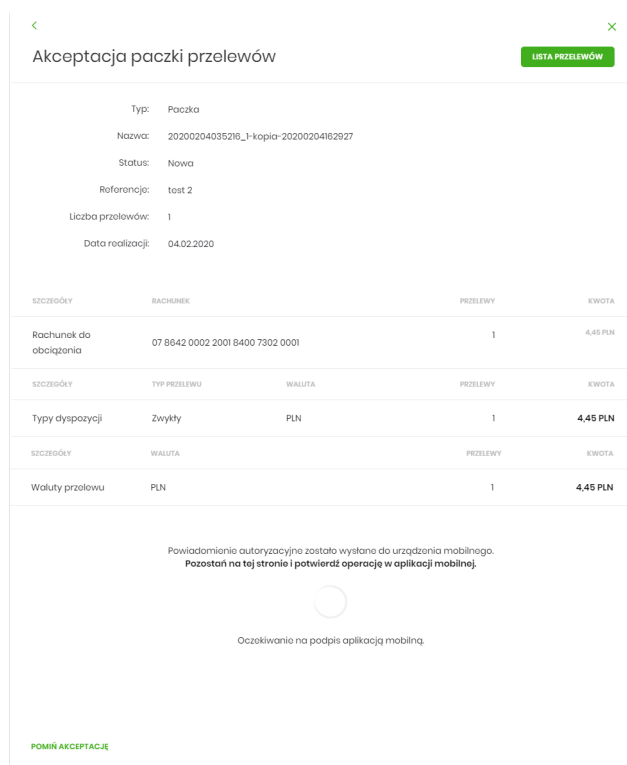 Akceptacja paczki przelewów
LISTA PRZELEWÓW
Typ: Paczka
Nazwa: 20200204035216_1-kopia-20200204162927
Status: Nowa
Referencje: test 2
Liczba przelewów: 1
Data realizacji: 04.02.2020
SZCZEGÓŁY RACHUNEK PRZELEWY KWOTA
Rachunek do obciążenia 07 8642 0002 2001 8400 7302 0001 1 4,45 PLN
SZCZEGÓŁY TYP PRZELEWU WALUTA PRZELEWY KWOTA
Typy dyspozycji Zwykły PLN 1 4,45 PLN
SZCZEGÓŁY WALUTA PRZELEWY KWOTA
Waluty przelewu PLN 1 4,45 PLN
Powiadomienie autoryzacyjne zostało wysłane do urządzenia mobilnego.
Pozostań na tej stronie i potwierdź operację w aplikacji mobilnej.
Oczekiwanie na podpis aplikacją mobilną.
POMIŃ AKCEPTACJĘ